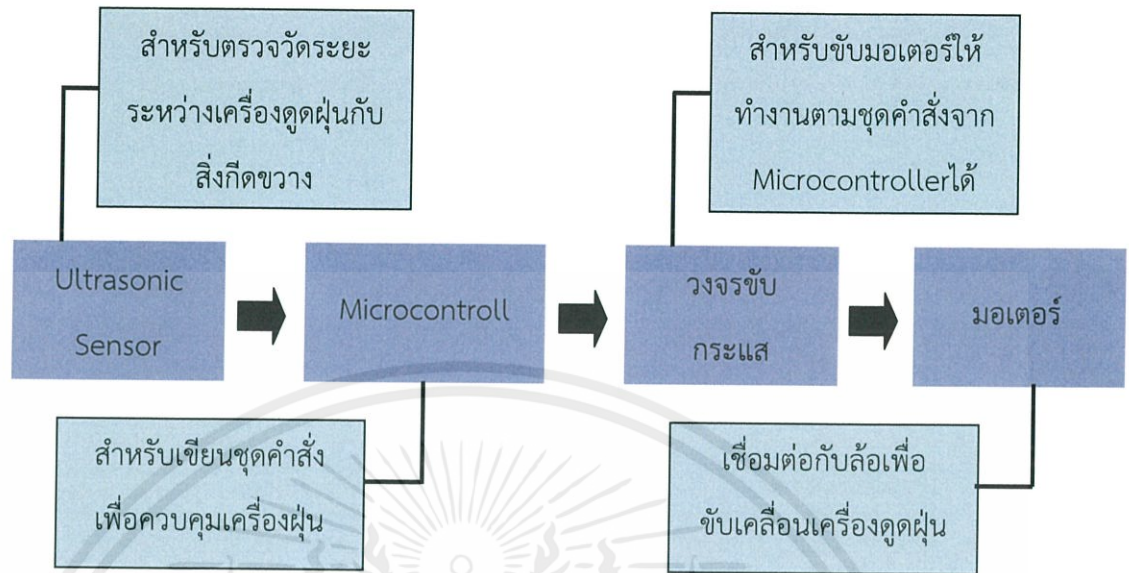 สำหรับตรวจวัดระยะ
ระหว่างเครื่องดูดฝุ่นกับ
สิ่งกีดขวาง
สำหรับขับมอเตอร์ให้
ทำงานตามชุดคำสั่งจาก
Microcontrollerได้
Ultrasonic
Sensor
Microcontroll
วงจรขับ
กระแส
มอเตอร์
สำหรับเขียนชุดคำสั่ง
เพื่อควบคุมเครื่องฝุ่น
เชื่อมต่อกับล้อเพื่อ
ขับเคลื่อนเครื่องดูดฝุ่น